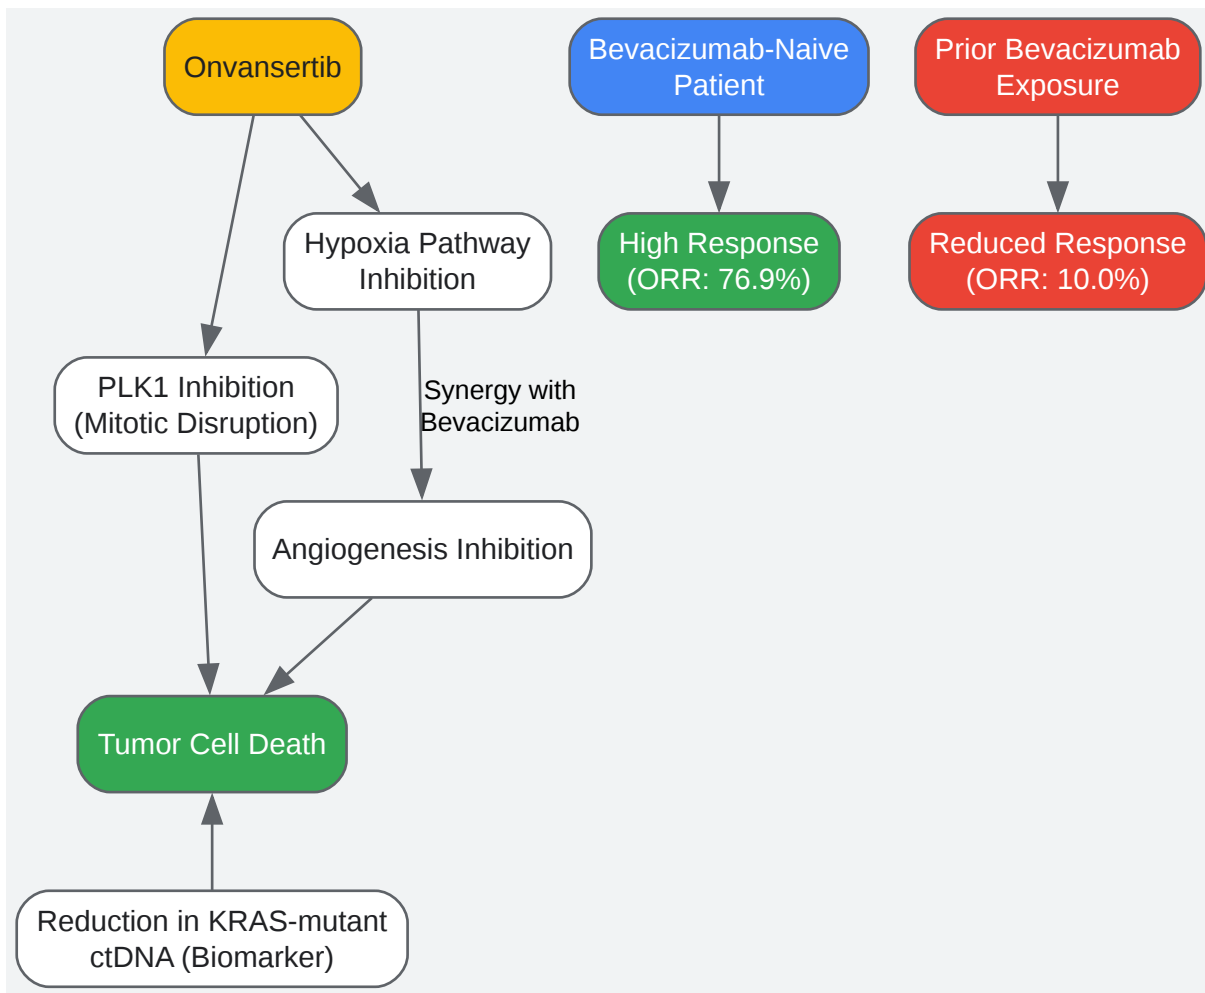 Onvansertib
Bevacizumab-Naive
Patient
Prior Bevacizumab
Exposure
Hypoxia Pathway
Inhibition
High Response
(ORR: 76.9%)
Reduced Response
(ORR: 10.0%)
PLK1 Inhibition
(Mitotic Disruption)
Synergy with
Bevacizumab
Angiogenesis Inhibition
Tumor Cell Death
Reduction in KRAS-mutant
ctDNA (Biomarker)